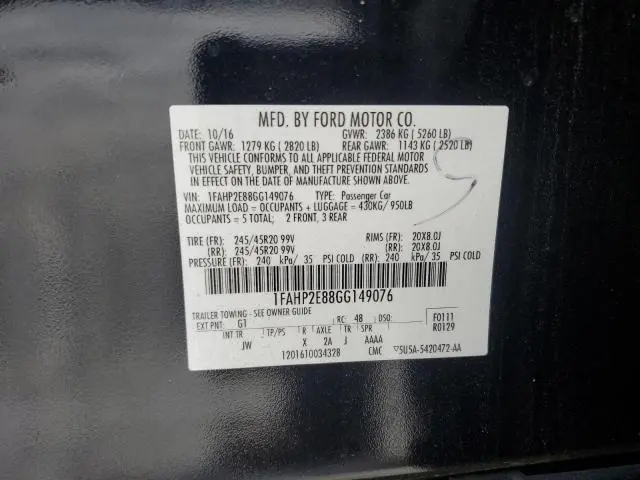 MFD. BY FORD MOTOR CO.
DATE: 10/16 GVWR: 2386 KG ( 5260 LB)
FRONT GAWR: 1279 KG ( 2820 LB) REAR GAWR: 1143 KG ( 2520 LB)
THIS VEHICLE CONFORMS TO ALL APPLICABLE FEDERAL MOTOR
VEHICLE SAFETY, BUMPER, AND THEFT PREVENTION STANDARDS
IN EFFECT ON THE DATE OF MANUFACTURE SHOWN ABOVE.
VIN: 1FAHP2E88GG149076 TYPE: Passenger Car
MAXIMUM LOAD = OCCUPANTS + LUGGAGE = 430KG/ 950LB
OCCUPANTS = 5 TOTAL; 2 FRONT, 3 REAR
TIRE (FR): 245/45R20 99V RIMS (FR): 20X8.0J
(RR): 245/45R20 99V (RR): 20X8.0J
PRESSURE (FR): 240 kPa/ 35 PSI COLD (RR): 240 kPa/ 35 PSI COLD
1FAHP2E88GG149076
TRAILER TOWING - SEE OWNER GUIDE
EXT PNT: G1 RC: 48 DSO: F0111
INT TR TP/PS R AXLE TR SPR R0129
JW X 2A J AAAA
1201610034328 CMC 5U5A-5420472-AA